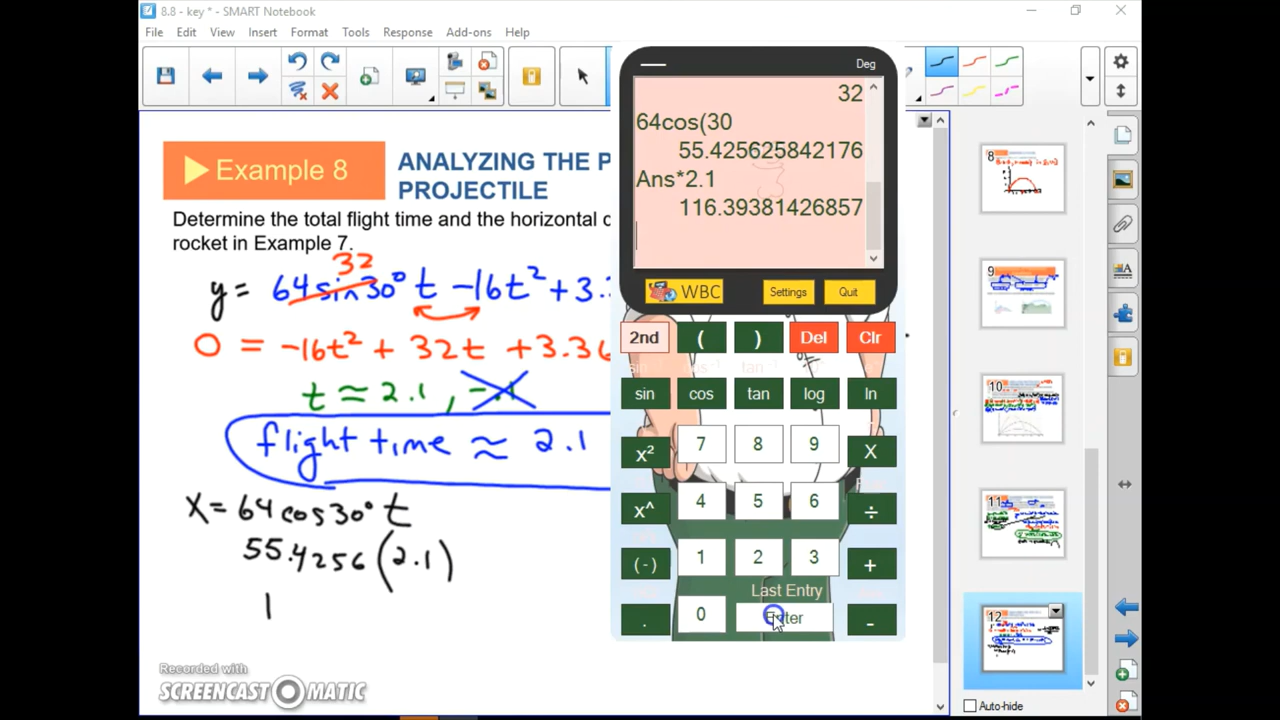 8.8 - key * - SMART Notebook
File Edit View Insert Format Tools Response Add-ons Help
Example 8
ANALYZING THE P
PROJECTILE
Determine the total flight time and the horizontal
rocket in Example 7.
32
y = 64 sin 30° t - 16t² + 3.
0 = -16t² + 32t + 3.36
t ≈ 2.1 ,
flight time ≈ 2.1
x = 64 cos 30° t
55.4256 (2.1)
1
Recorded with
SCREENCAST MATIC
Deg
32
64cos(30
55.425625842176
Ans*2.1
116.39381426857
WBC Settings Quit
2nd ( ) Del Clr
sin cos tan log ln
x² 7 8 9 X
x^ 4 5 6 ÷
(-) 1 2 3 +
Last Entry
. 0 Enter -
8
9
10
11
12
Auto-hide